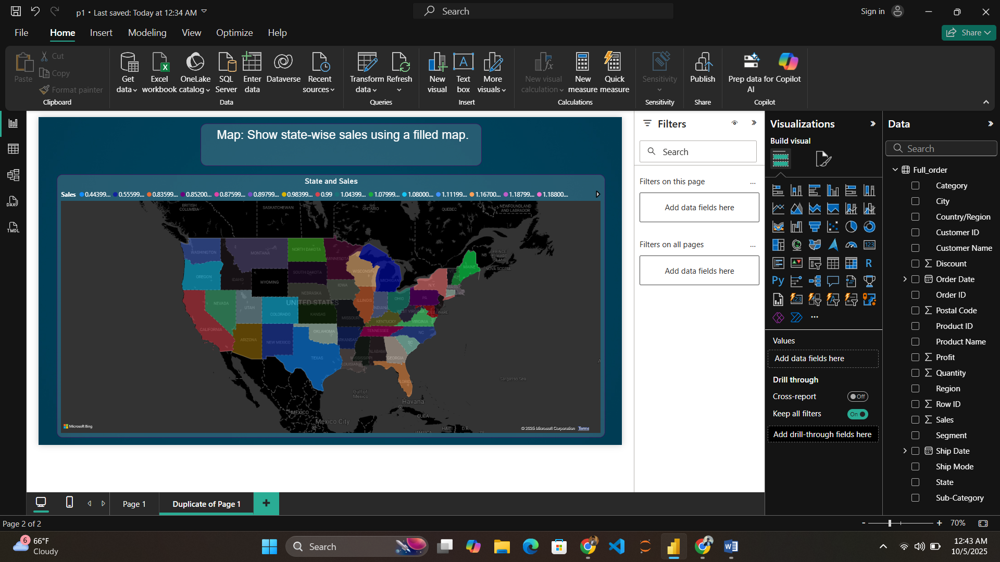 p1 • Last saved: Today at 12:34 AM
Search
Sign in
File
Home
Insert
Modeling
View
Optimize
Help
Share
Paste
Cut
Copy
Format painter
Clipboard
Get data
Excel workbook
OneLake catalog
SQL Server
Enter data
Dataverse
Recent sources
Data
Transform data
Refresh
Queries
New visual
Text box
More visuals
Insert
New visual calculation
New measure
Quick measure
Calculations
Sensitivity
Sensitivity
Publish
Share
Prep data for AI
Copilot
Copilot
DAX
TMDL
Map: Show state-wise sales using a filled map.
State and Sales
Sales 0.44399... 0.55599... 0.83599... 0.85200... 0.87599... 0.89799... 0.98399... 0.99 1.04399... 1.07999... 1.08000... 1.11199... 1.16700... 1.18799... 1.18800...
BRITISH COLUMBIA
SASKATCHEWAN
ONTARIO
QUEBEC
NEWFOUNDLAND AND LABRADOR
WASHINGTON
MONTANA
NORTH DAKOTA
MINNESOTA
NB
PRINCE EDWARD ISLAND
NOVA SCOTIA
MAINE
OREGON
IDAHO
WYOMING
SOUTH DAKOTA
WISCONSIN
MICHIGAN
VT
N.Y.
MASS
IOWA
NEBRASKA
UNITED STATES
ILLINOIS
INDIANA
OHIO
PA
NEVADA
UTAH
COLORADO
KANSAS
MISSOURI
WEST VIRGINIA
DELAWARE
KENTUCKY
VIRGINIA
CALIFORNIA
ARIZONA
NEW MEXICO
OKLAHOMA
ARKANSAS
TENNESSEE
NC
SC
TEXAS
MISSISSIPPI
ALABAMA
GEORGIA
LOUISIANA
FLORIDA
Sargasso Sea
Gulf of Mexico
Havana
MEXICO
CUBA
Mexico City
HAITI
D.R.
JAMAICA
Microsoft Bing
© 2025 Microsoft Corporation Terms
Filters
Search
Filters on this page
...
Add data fields here
Filters on all pages
...
Add data fields here
Visualizations
Build visual
123
R
Py
123
...
Values
Add data fields here
Drill through
Cross-report
Off
Keep all filters
On
Add drill-through fields here
Data
Search
Full_order
Category
City
Country/Region
Customer ID
Customer Name
Discount
Order Date
Order ID
Postal Code
Product ID
Product Name
Profit
Quantity
Region
Row ID
Sales
Segment
Ship Date
Ship Mode
State
Sub-Category
Page 1
Duplicate of Page 1
+
Page 2 of 2
- + 70%
6
66°F
Cloudy
Search
12:43 AM
10/5/2025